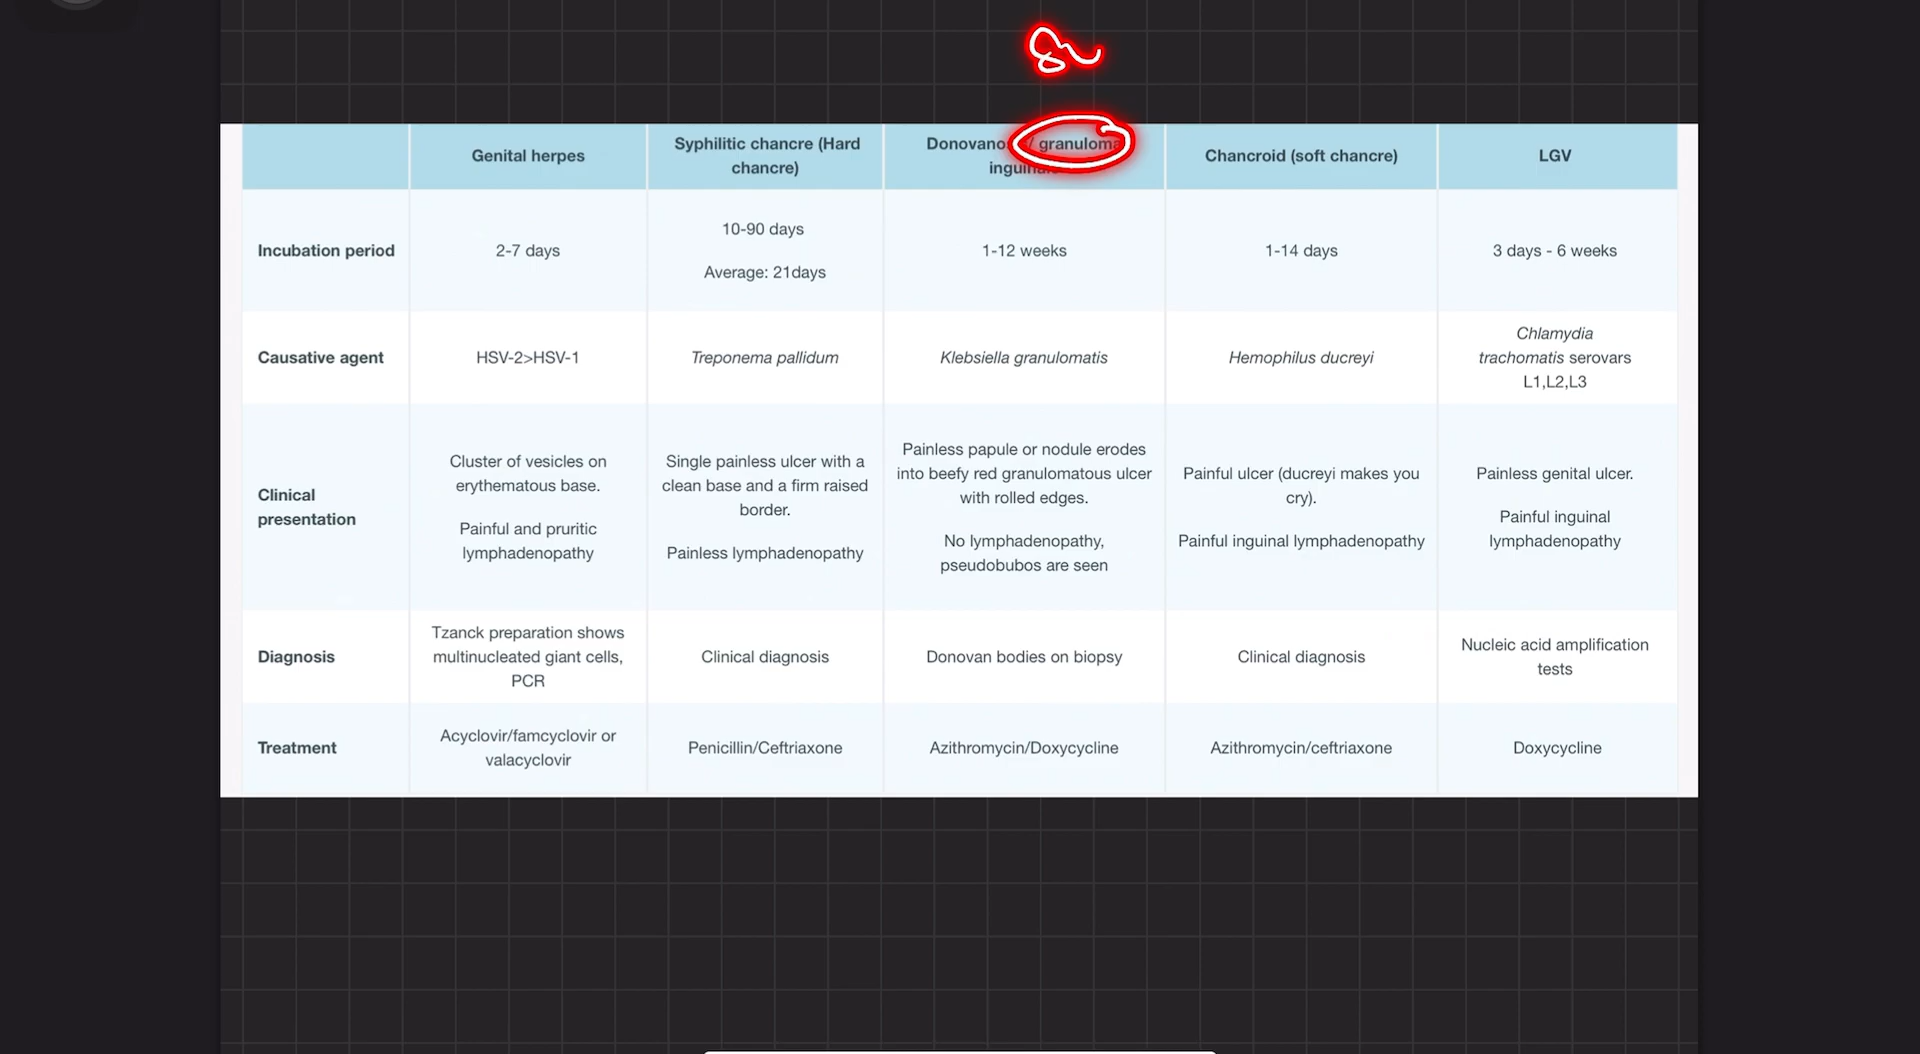 Genital herpes
Syphilitic chancre (Hard
chancre)
granuloma
Chancroid (soft chancre)
LGV
Incubation period
2-7 days
10-90 days
Average: 21days
1-12 weeks
1-14 days
3 days - 6 weeks
Causative agent
HSV-2>HSV-1
Treponema pallidum
Klebsiella granulomatis
Hemophilus ducreyi
Chlamydia
trachomatis serovars
L1,L2,L3
Clinical
presentation
Cluster of vesicles on
erythematous base.
Painful and pruritic
lymphadenopathy
Single painless ulcer with a
clean base and a firm raised
border.
Painless lymphadenopathy
Painless papule or nodule erodes
into beefy red granulomatous ulcer
with rolled edges.
No lymphadenopathy,
pseudobubos are seen
Painful ulcer (ducreyi makes you
cry).
Painful inguinal lymphadenopathy
Painless genital ulcer.
Painful inguinal
lymphadenopathy
Diagnosis
Tzanck preparation shows
multinucleated giant cells,
PCR
Clinical diagnosis
Donovan bodies on biopsy
Clinical diagnosis
Nucleic acid amplification
tests
Treatment
Acyclovir/famcyclovir or
valacyclovir
Penicillin/Ceftriaxone
Azithromycin/Doxycycline
Azithromycin/ceftriaxone
Doxycycline